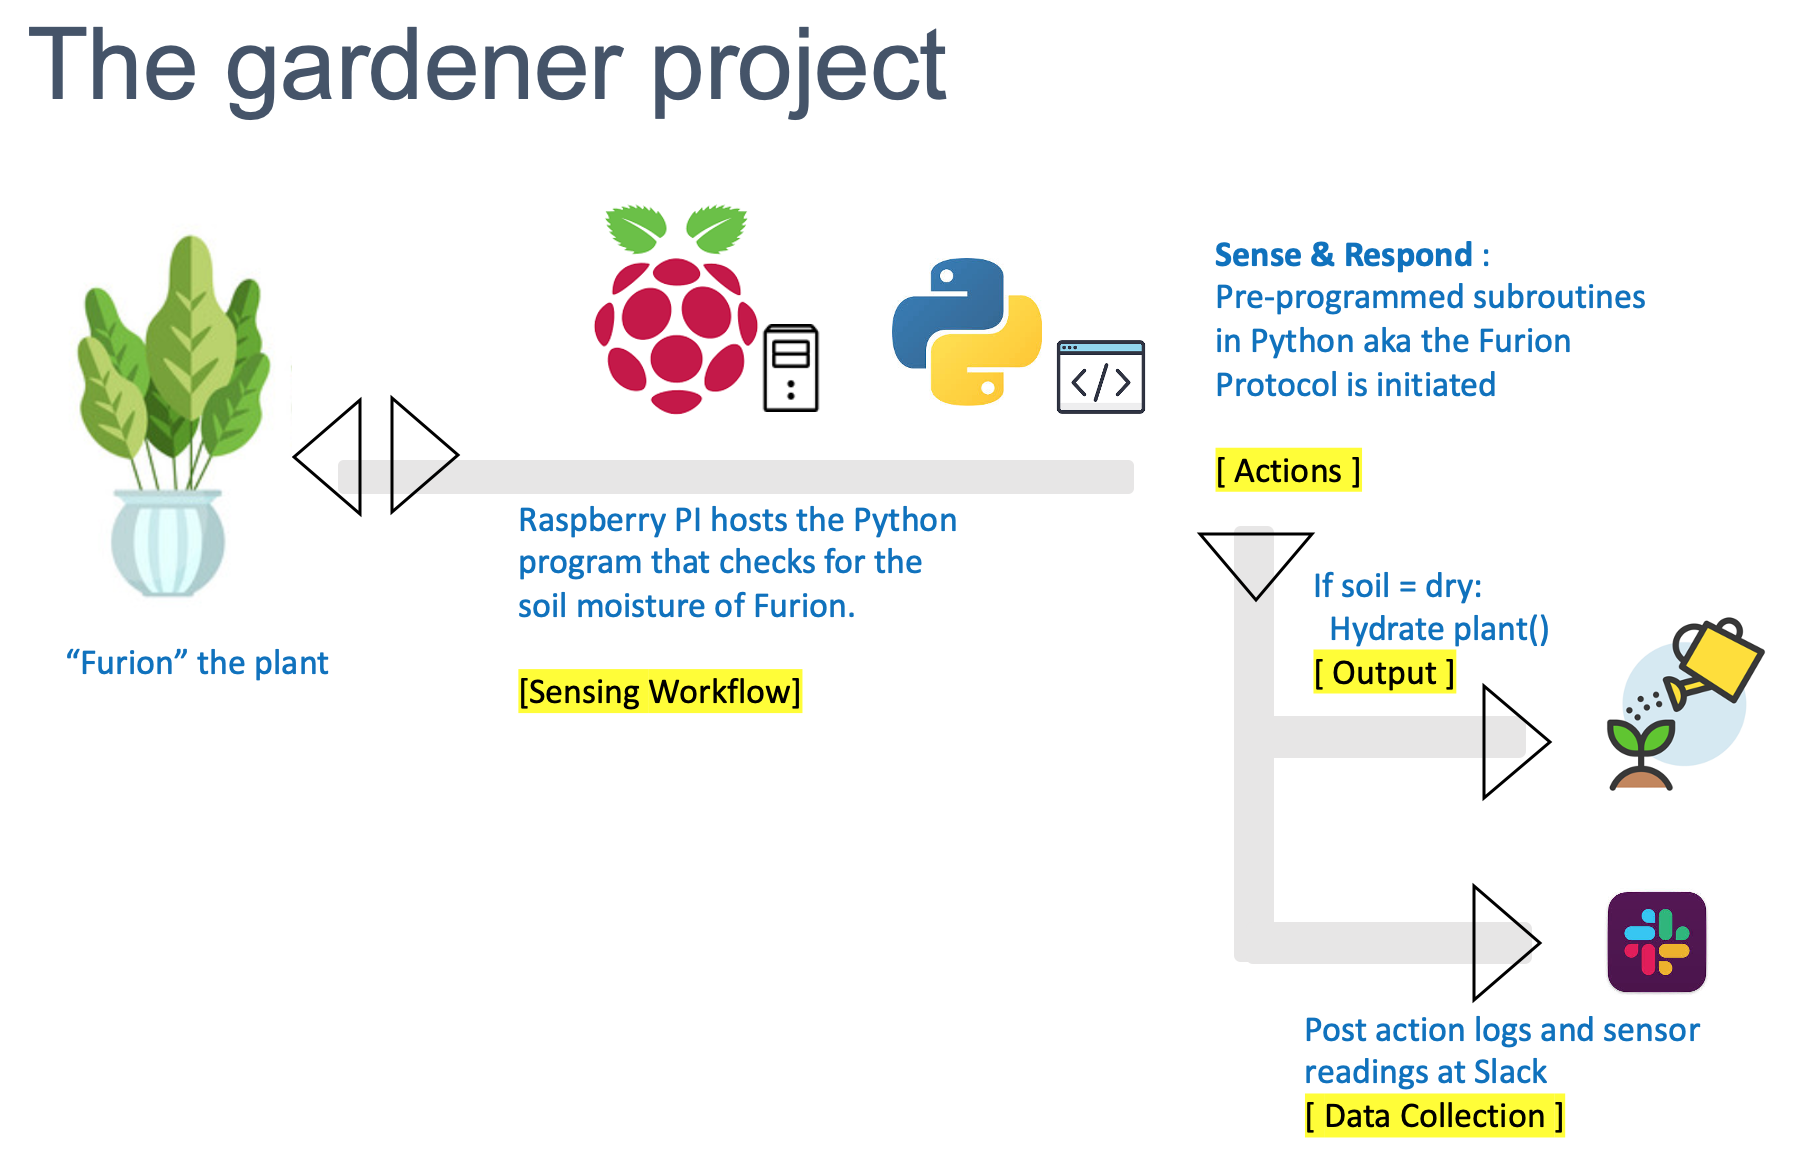 The gardener project
Sense & Respond :
Pre-programmed subroutines
in Python aka the Furion
Protocol is initiated
[ Actions ]
Raspberry PI hosts the Python
program that checks for the
soil moisture of Furion.
[Sensing Workflow]
“Furion” the plant
If soil = dry:
Hydrate plant()
[ Output ]
Post action logs and sensor
readings at Slack
[ Data Collection ]